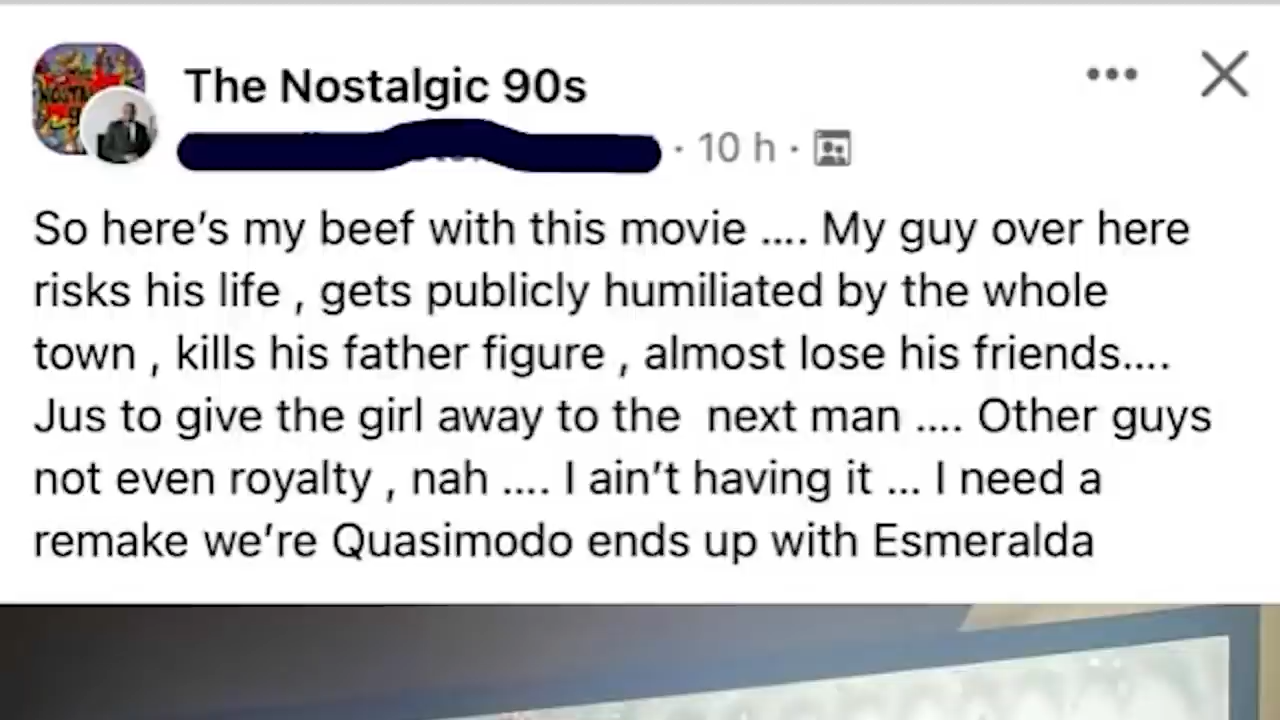 The Nostalgic 90s
· 10 h ·
So here's my beef with this movie .... My guy over here
risks his life , gets publicly humiliated by the whole
town , kills his father figure , almost lose his friends....
Jus to give the girl away to the  next man .... Other guys
not even royalty , nah .... I ain't having it ... I need a
remake we're Quasimodo ends up with Esmeralda